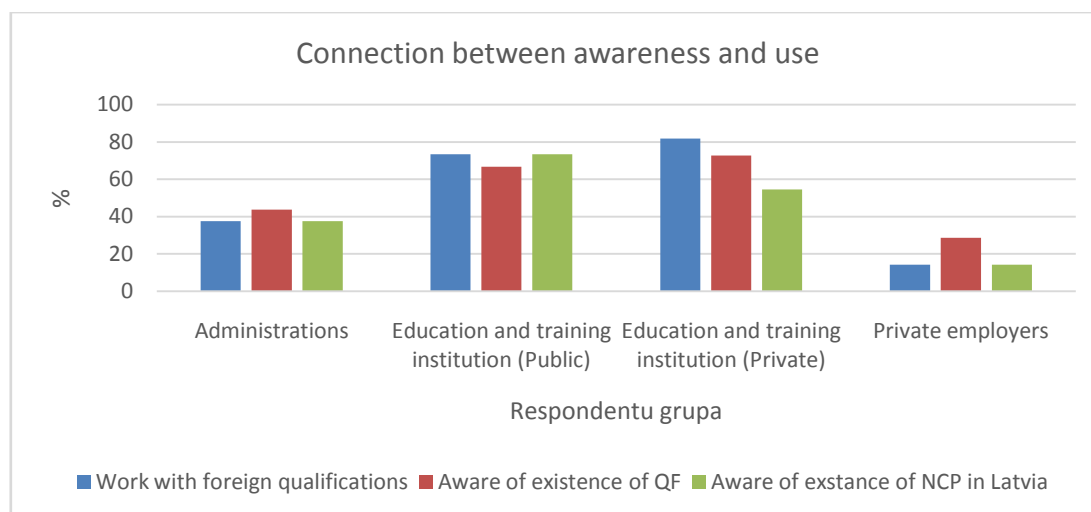 Connection between awareness and use
100
80
60
40
20
0
%
Administrations
Education and training
institution (Public)
Education and training
institution (Private)
Private employers
Respondentu grupa
Work with foreign qualifications
Aware of existence of QF
Aware of exstance of NCP in Latvia